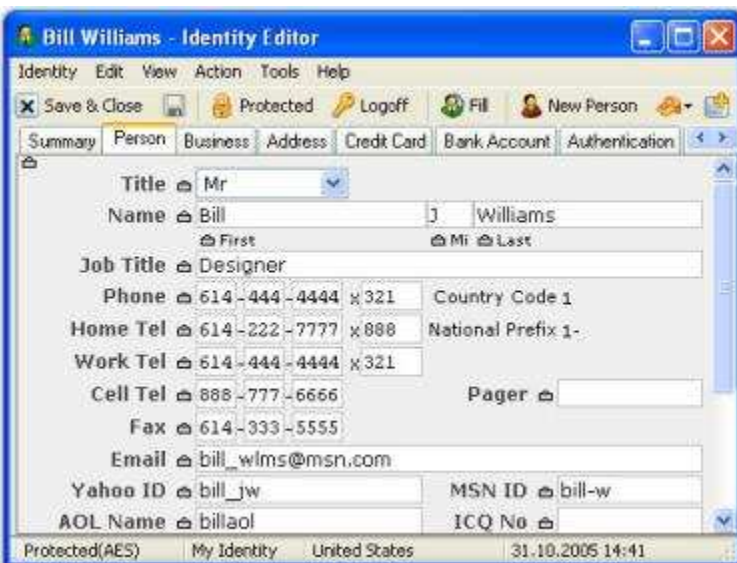 Bill Williams - Identity Editor
Identity Edit View Action Tools Help
Save & Close Protected Logoff Fill New Person
Summary Person Business Address Credit Card Bank Account Authentication
Title Mr
Name Bill J Williams
First Mi Last
Job Title Designer
Phone 614-444-4444 x 321 Country Code 1
Home Tel 614-222-7777 x 888 National Prefix 1-
Work Tel 614-444-4444 x 321
Cell Tel 888-777-6666 Pager
Fax 614-333-5555
Email bill_wlms@msn.com
Yahoo ID bill_jw MSN ID bill-w
AOL Name billaol ICQ No
Protected(AES) My Identity United States 31.10.2005 14:41